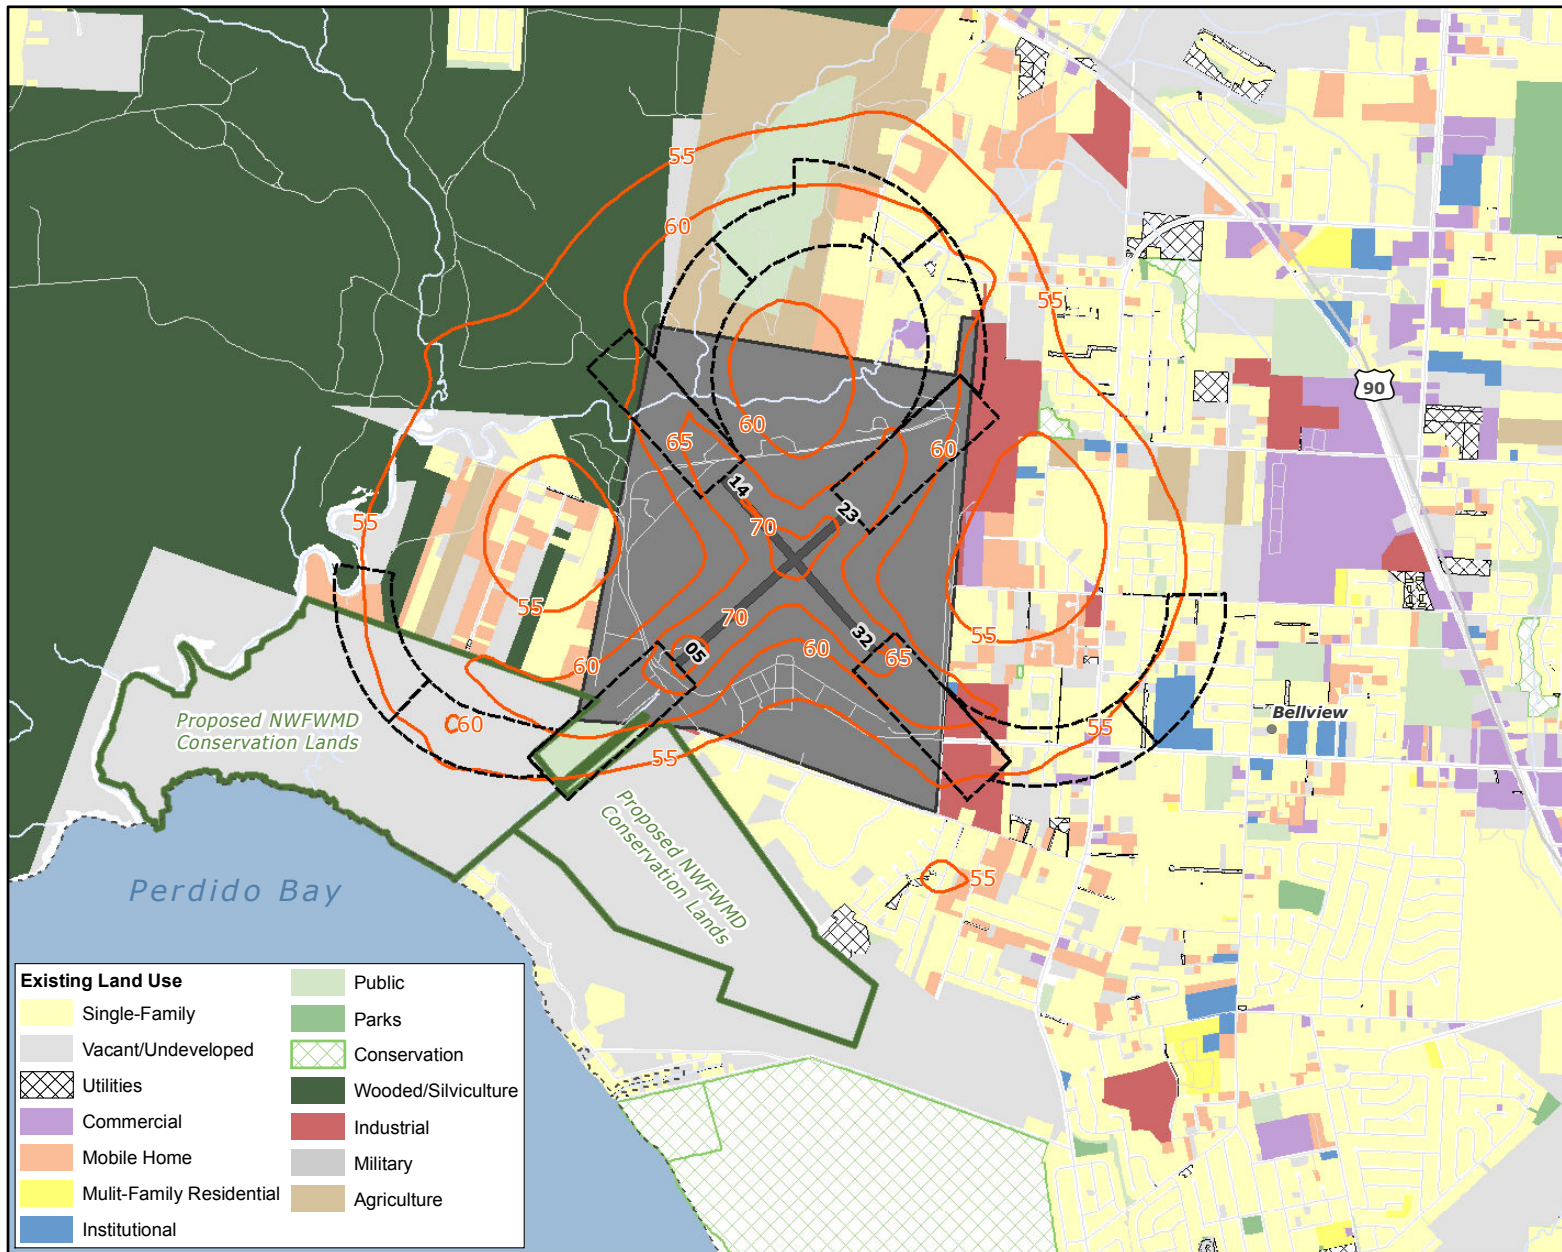 55
60
55
90
60
65
60
14
23
70
55
55
70
05
32
60
65
55
60
60
55
55
Bellview
Proposed NWFWMD
Conservation Lands
Proposed NWFWMD
Conservation Lands
Perdido Bay
55
Existing Land Use
Single-Family
Vacant/Undeveloped
Utilities
Commercial
Mobile Home
Mulit-Family Residential
Institutional
Public
Parks
Conservation
Wooded/Silviculture
Industrial
Military
Agriculture